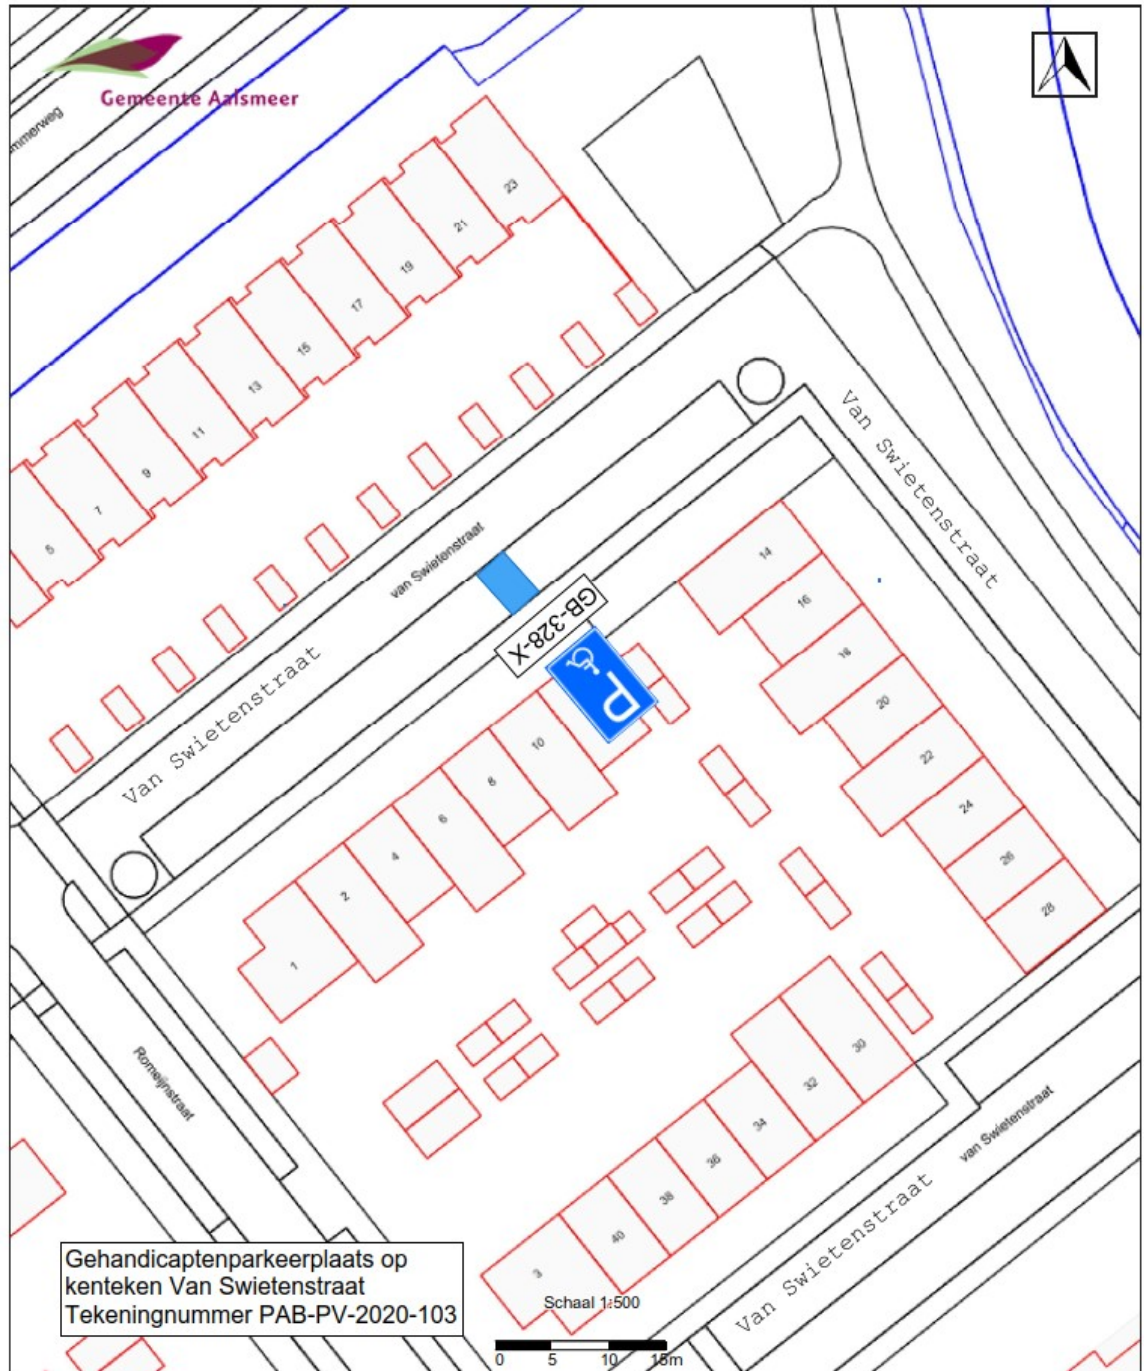 Gemeente Aalsmeer
mmerweg
23
21
19
17
15
13
11
9
7
5
van Swietenstraat
Van Swietenstraat
Van Swietenstraat
GB-328-X
P
14
16
18
20
22
24
26
28
10
8
6
4
2
1
Romeijnstraat
30
32
34
36
38
40
3
van Swietenstraat
Van Swietenstraat
Gehandicaptenparkeerplaats op
kenteken Van Swietenstraat
Tekeningnummer PAB-PV-2020-103
Schaal 1:500
0 5 10 15m